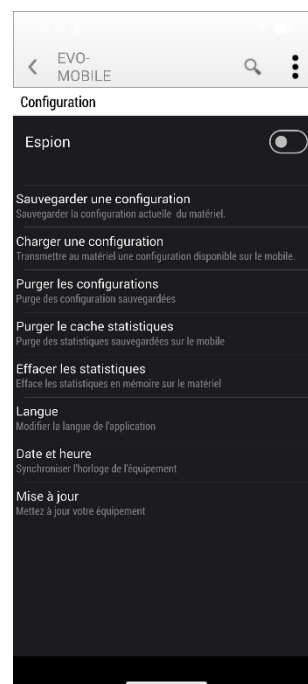 EVO-
MOBILE
Configuration
Espion
Sauvegarder une configuration
Sauvegarder la configuration actuelle du matériel.
Charger une configuration
Transmettre au matériel une configuration disponible sur le mobile.
Purger les configurations
Purge des configuration sauvegardées
Purger le cache statistiques
Purge des statistiques sauvegardées sur le mobile
Effacer les statistiques
Efface les statistiques en mémoire sur le matériel
Langue
Modifier la langue de l'application
Date et heure
Synchroniser l'horloge de l'équipement
Mise à jour
Mettez à jour votre équipement